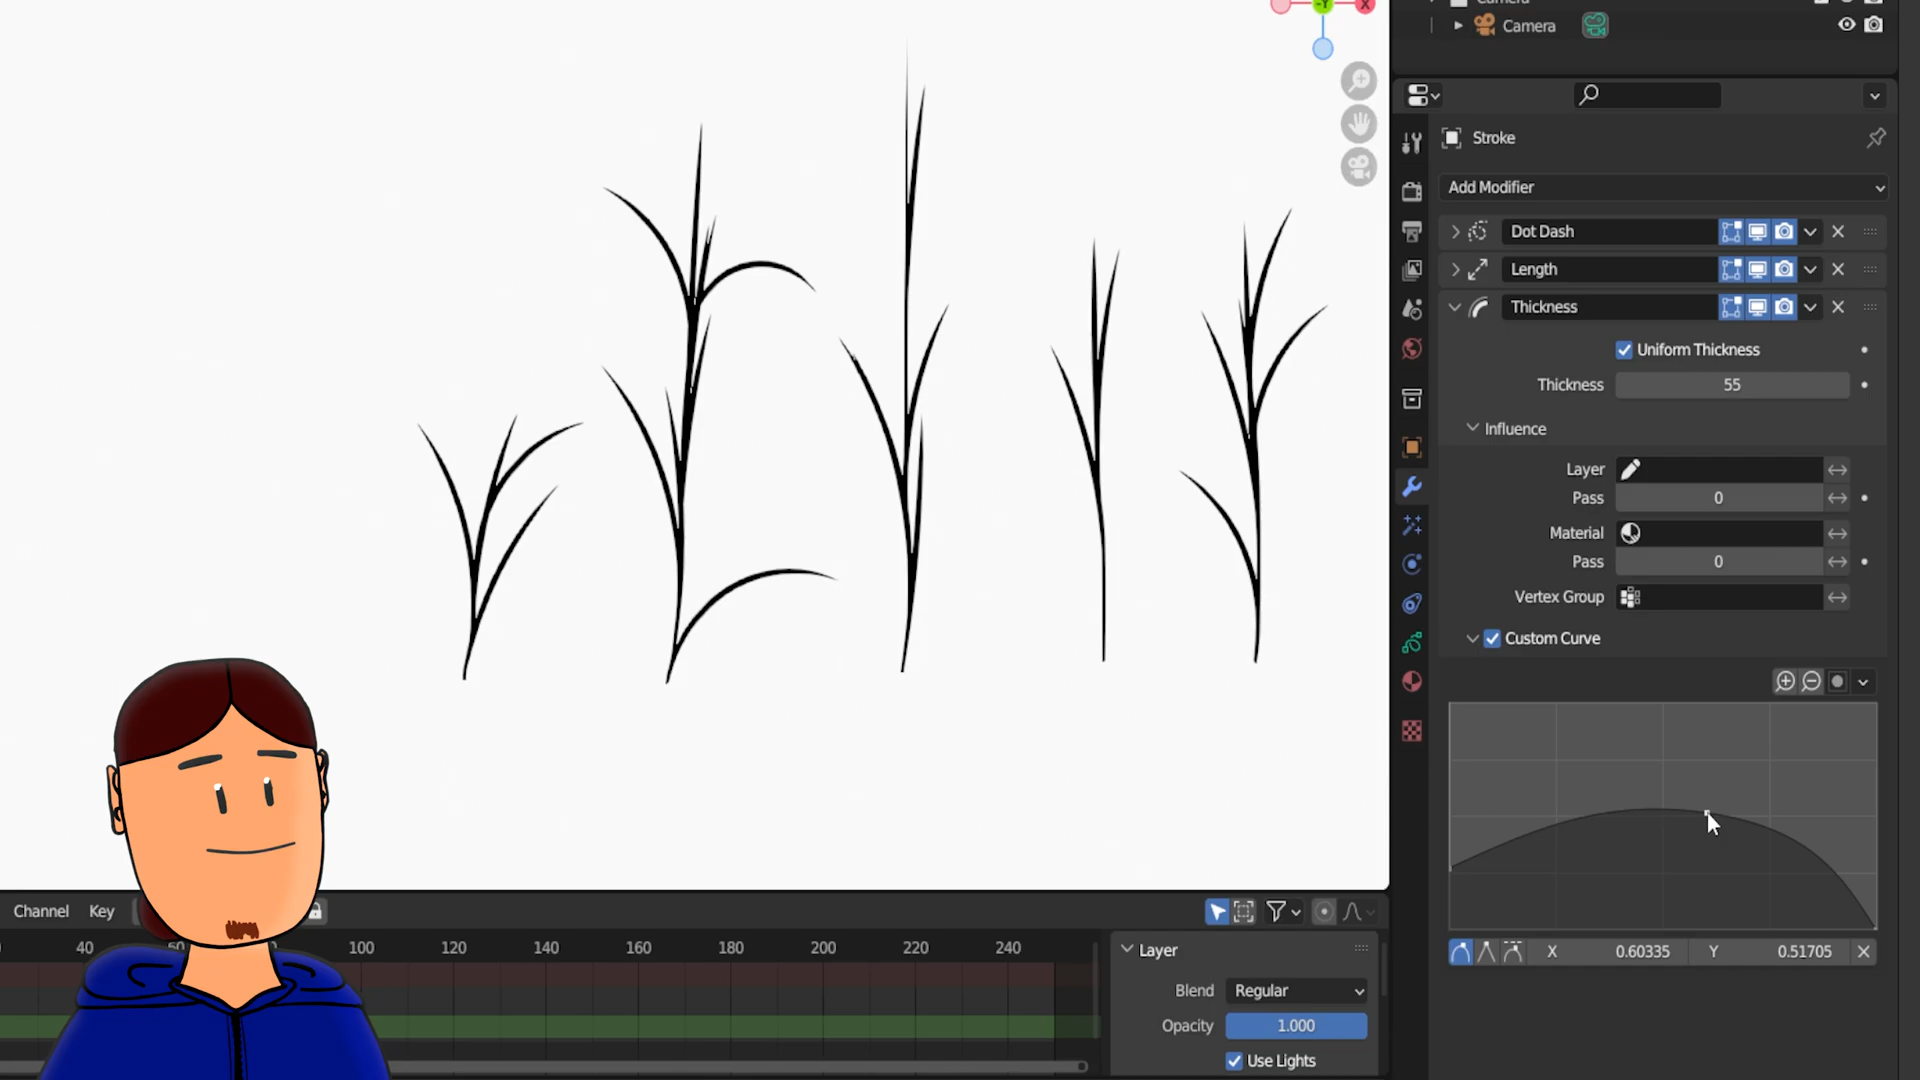 -Y X
Camera
Camera
Stroke
Add Modifier
Dot Dash
Length
Thickness
Uniform Thickness
Thickness 55
Influence
Layer
Pass 0
Material
Pass 0
Vertex Group
Custom Curve
X 0.60335 Y 0.51705
Channel Key
40 100 120 140 160 180 200 220 240
Layer
Blend Regular
Opacity 1.000
Use Lights